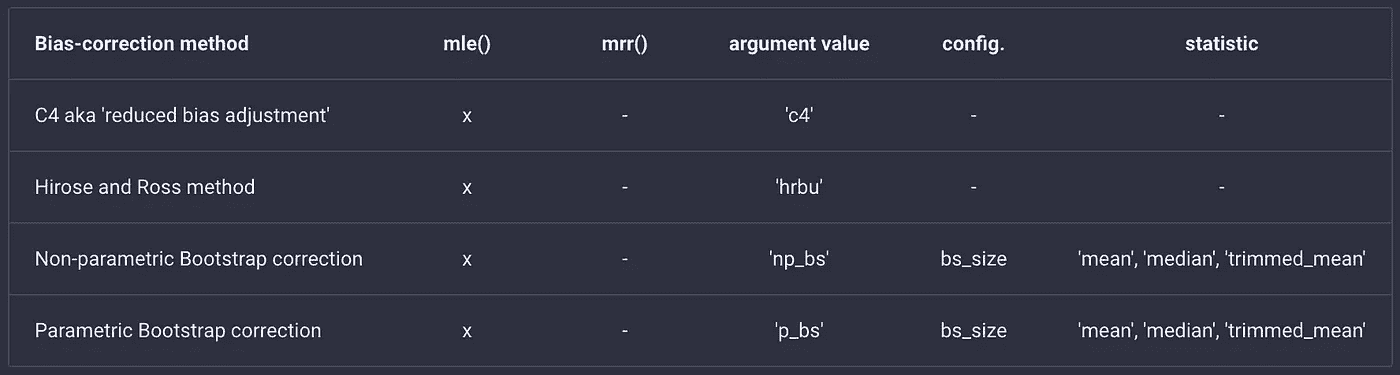 Bias-correction method mle() mrr() argument value config. statistic
C4 aka 'reduced bias adjustment' x - 'c4' - -
Hirose and Ross method x - 'hrbu' - -
Non-parametric Bootstrap correction x - 'np_bs' bs_size 'mean', 'median', 'trimmed_mean'
Parametric Bootstrap correction x - 'p_bs' bs_size 'mean', 'median', 'trimmed_mean'